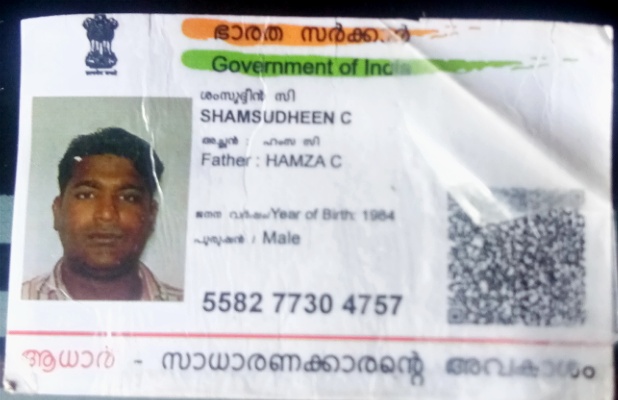 ഭാരത സർക്കാർ
Government of India
ശംസുദ്ദീൻ സി
SHAMSUDHEEN C
അച്ഛൻ : ഹംസ സി
Father : HAMZA C
ജനന വർഷം/Year of Birth: 1984
പുരുഷൻ / Male
5582 7730 4757
ആധാർ - സാധാരണക്കാരന്റെ അവകാശം